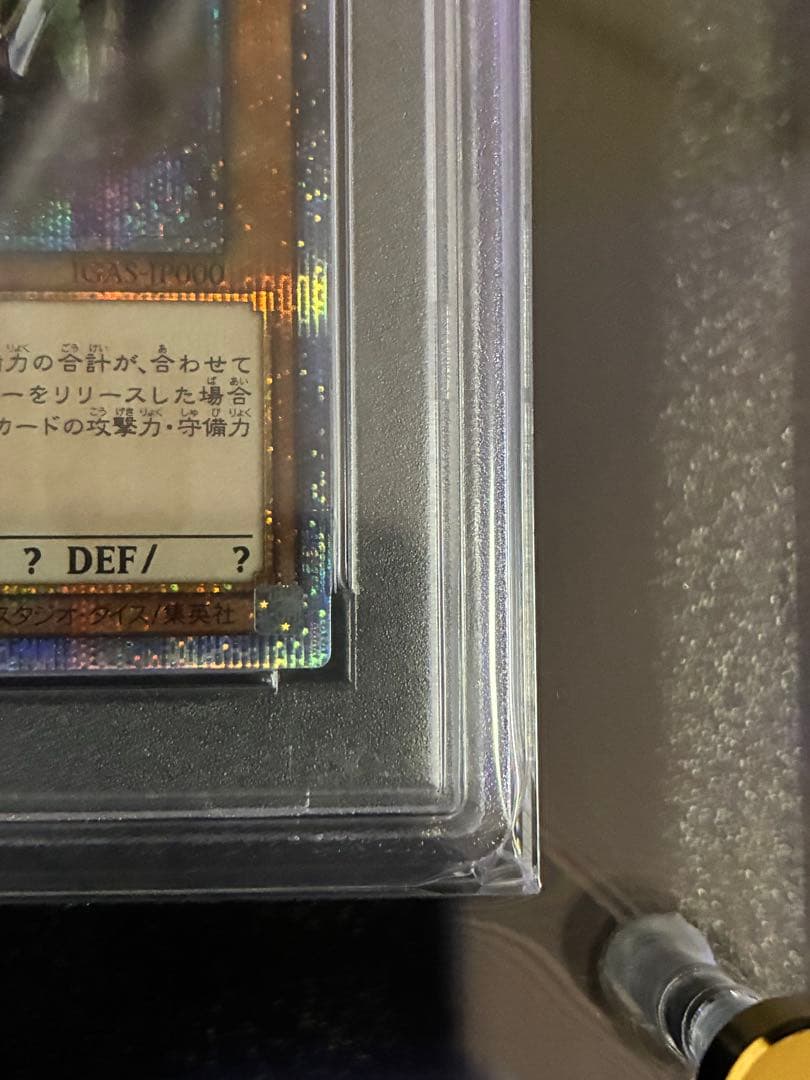 IGAS-JP000
力の合計が、合わせて
ーをリリースした場合
カードの攻撃力・守備力
? DEF/ ?
スタジオ・ダイス/集英社